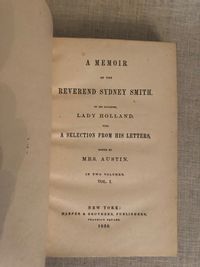 A MEMOIR
OF THE
REVEREND SYDNEY SMITH.
BY HIS DAUGHTER,
LADY HOLLAND.
WITH
A SELECTION FROM HIS LETTERS,
EDITED BY
MRS. AUSTIN.
IN TWO VOLUMES.
VOL. I.
NEW YORK:
HARPER & BROTHERS, PUBLISHERS,
FRANKLIN SQUARE.